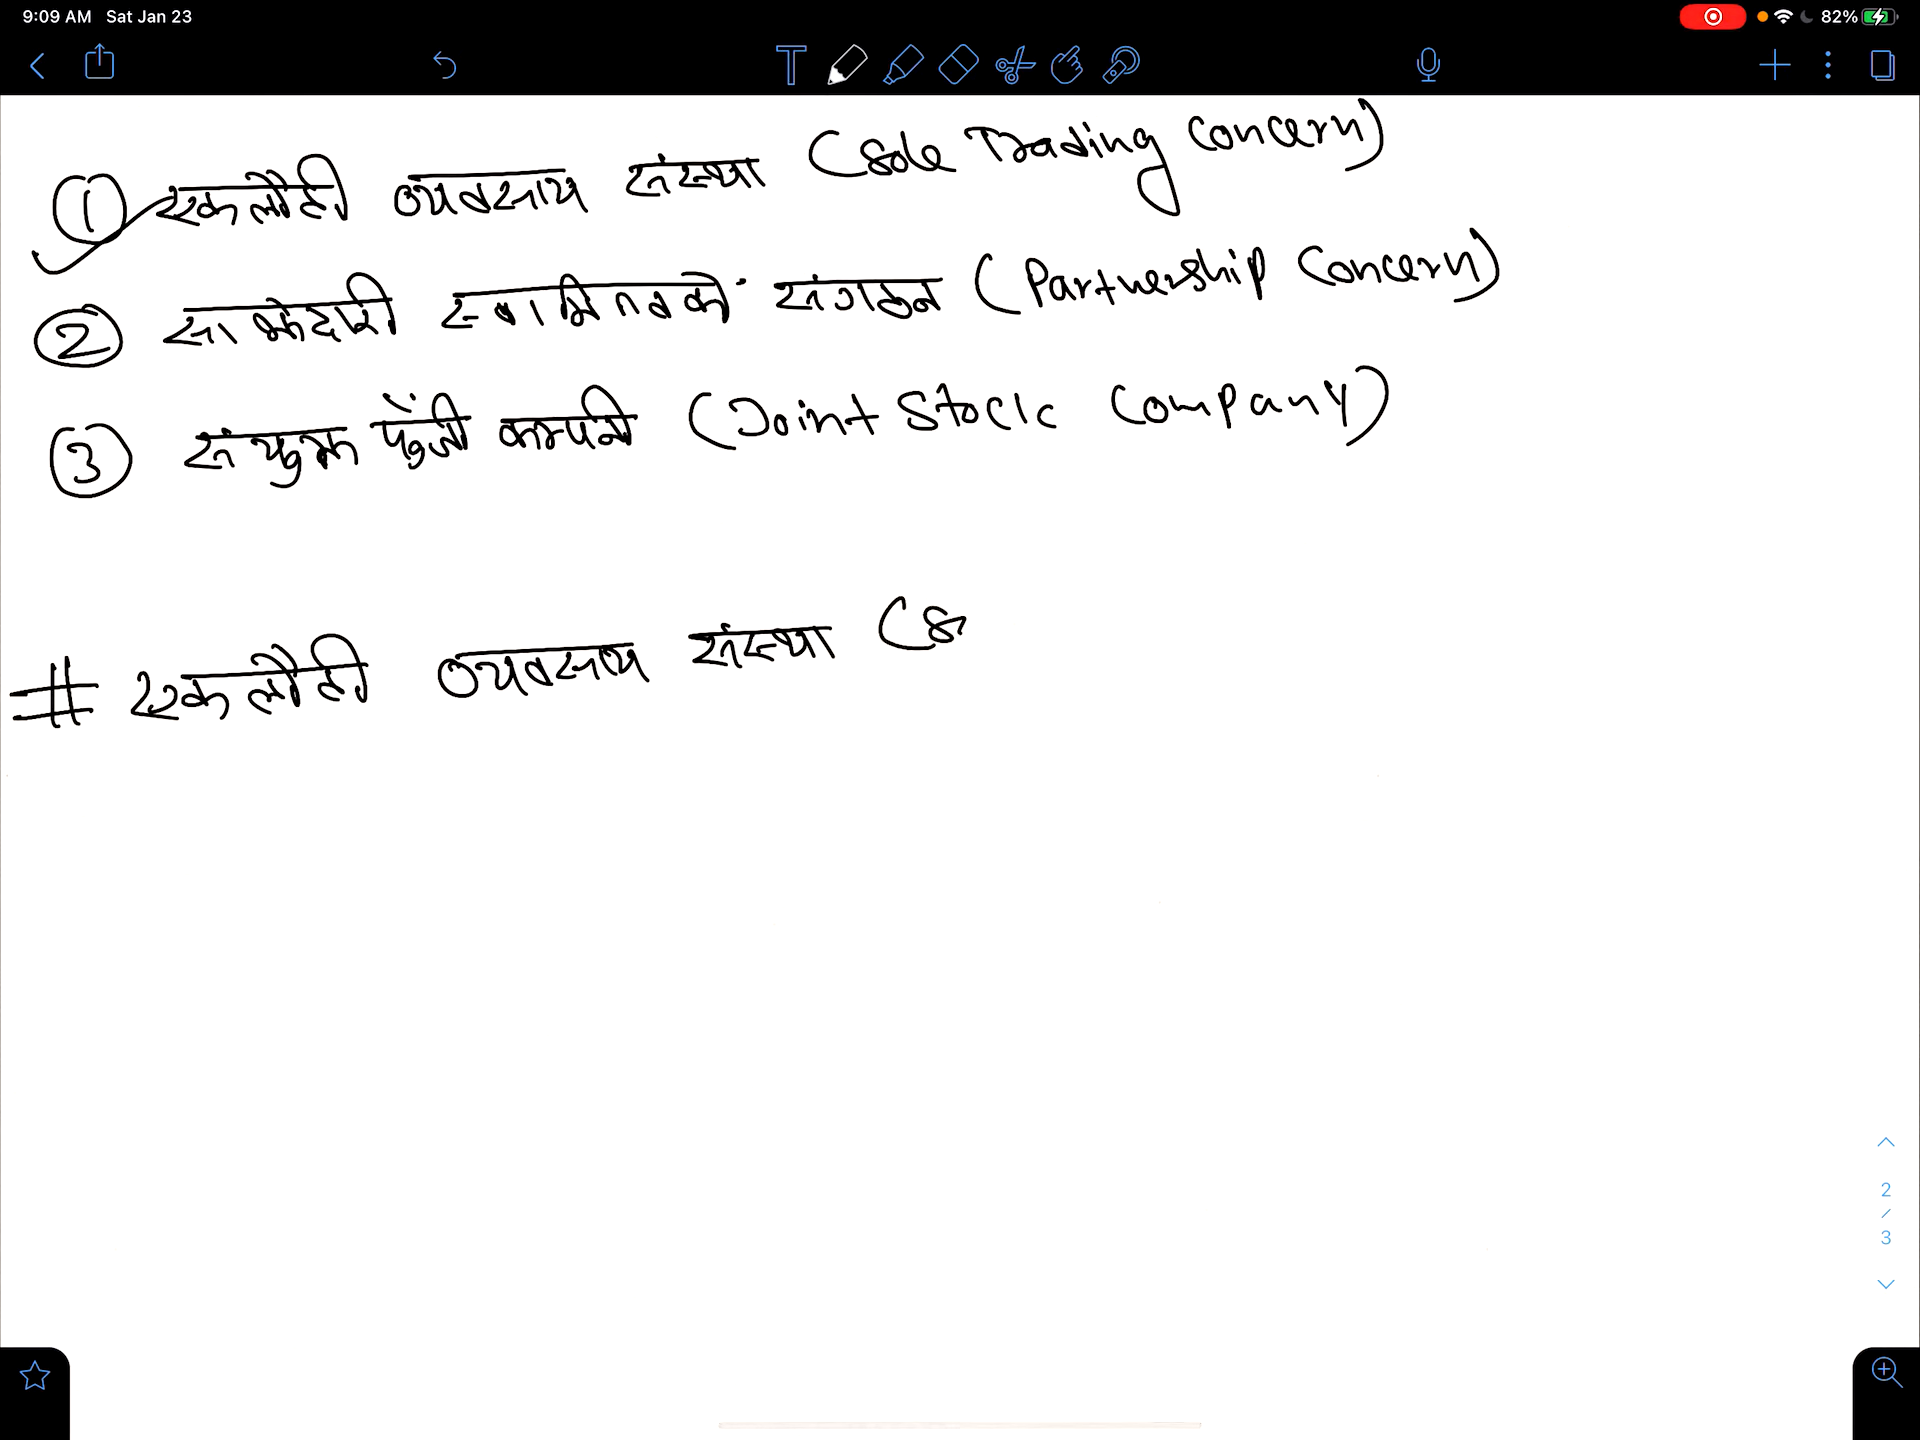 9:09 AM Sat Jan 23 82%
① एकलौटी व्यवसाय संस्था (Sole Trading Concern)
② साझेदारी स्वामित्वको संगठन (Partnership Concern)
③ संयुक्त पूँजी कम्पनी (Joint Stock Company)
# एकलौटी व्यवसाय संस्था (So
2
/
3